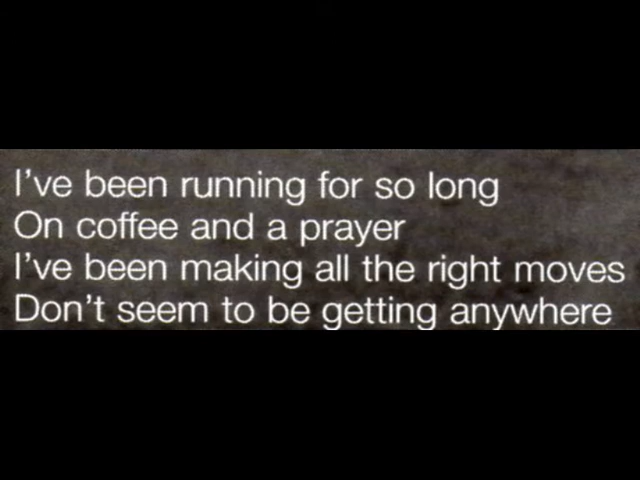 I've been running for so long
On coffee and a prayer
I've been making all the right moves
Don't seem to be getting anywhere